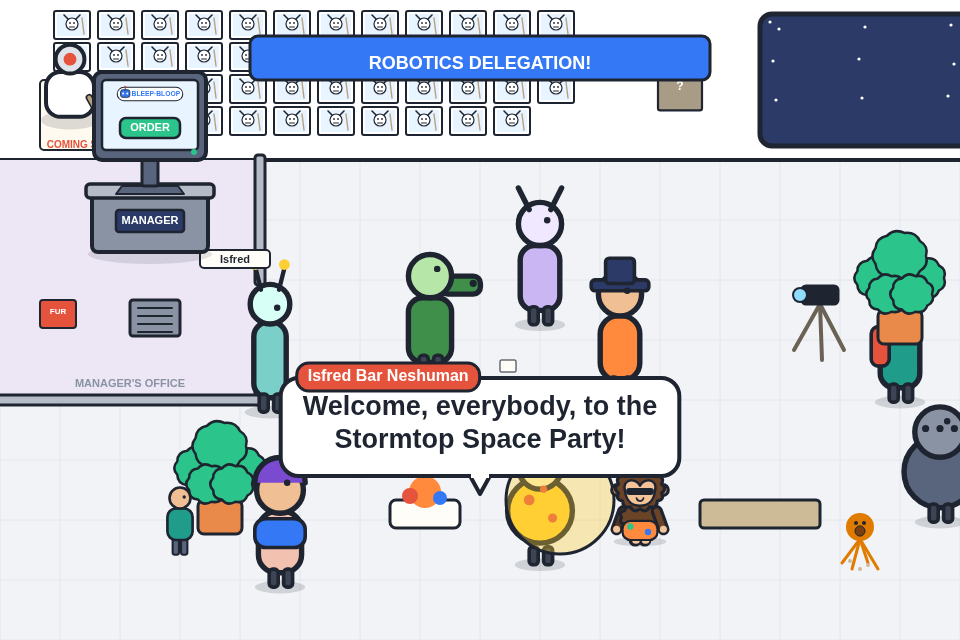 ROBOTICS DELEGATION!
?
BLEEP-BLOOP
ORDER
COMING
MANAGER
Isfred
FUR
MANAGER'S OFFICE
Isfred Bar Neshuman
Welcome, everybody, to the
Stormtop Space Party!